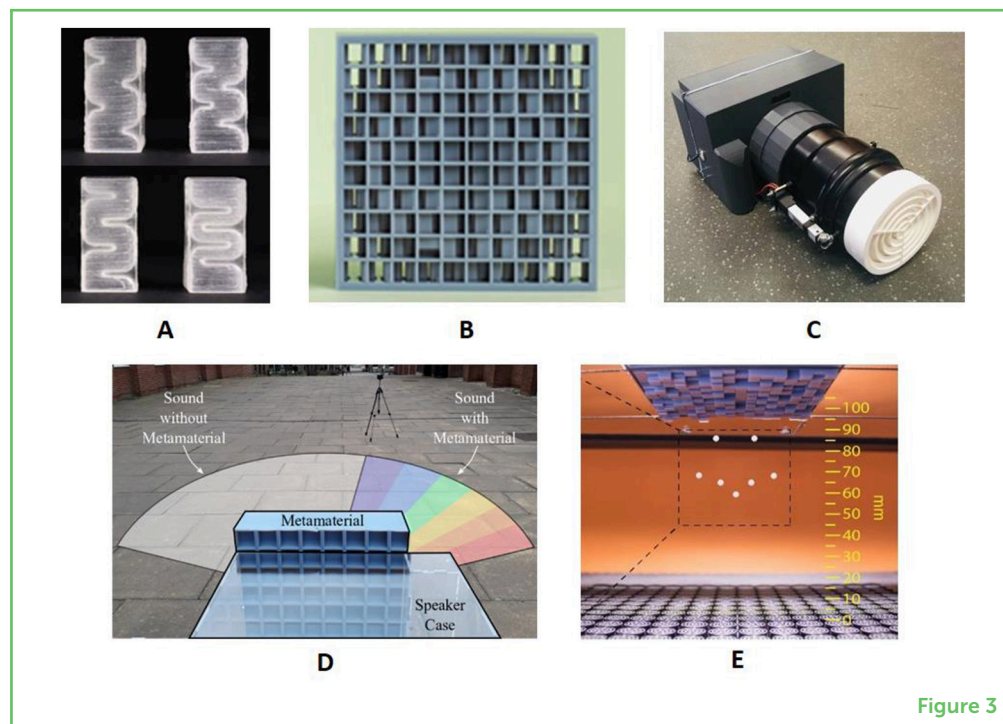 A
B
C
Sound
without
Metamaterial
Sound
with
Metamaterial
Metamaterial
Speaker
Case
D
100
90
80
70
60
50
40
30
20
10
0
mm
E
Figure 3